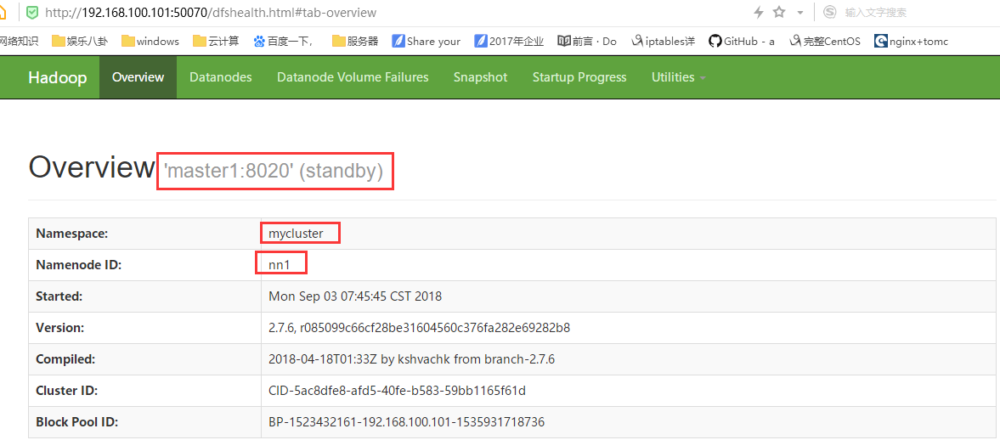 http://192.168.100.101:50070/dfshealth.html#tab-overview 输入文字搜索
网络知识 娱乐八卦 windows 云计算 百度一下， 服务器 Share your 2017年企业 前言 · Do iptables详 GitHub - a 完整CentOS nginx+tomc
Hadoop Overview Datanodes Datanode Volume Failures Snapshot Startup Progress Utilities
Overview 'master1:8020' (standby)
Namespace: mycluster
Namenode ID: nn1
Started: Mon Sep 03 07:45:45 CST 2018
Version: 2.7.6, r085099c66cf28be31604560c376fa282e69282b8
Compiled: 2018-04-18T01:33Z by kshvachk from branch-2.7.6
Cluster ID: CID-5ac8dfe8-afd5-40fe-b583-59bb1165f61d
Block Pool ID: BP-1523432161-192.168.100.101-1535931718736